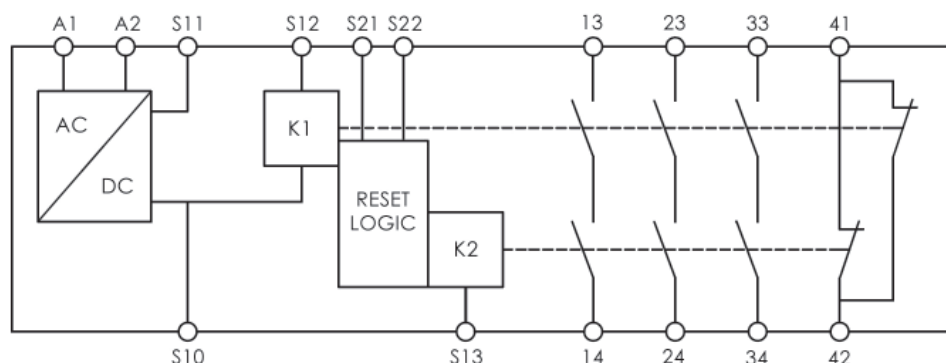 A1 A2 S11 S12 S21 S22 13 23 33 41
AC
DC
K1
RESET
LOGIC
K2
S10 S13 14 24 34 42